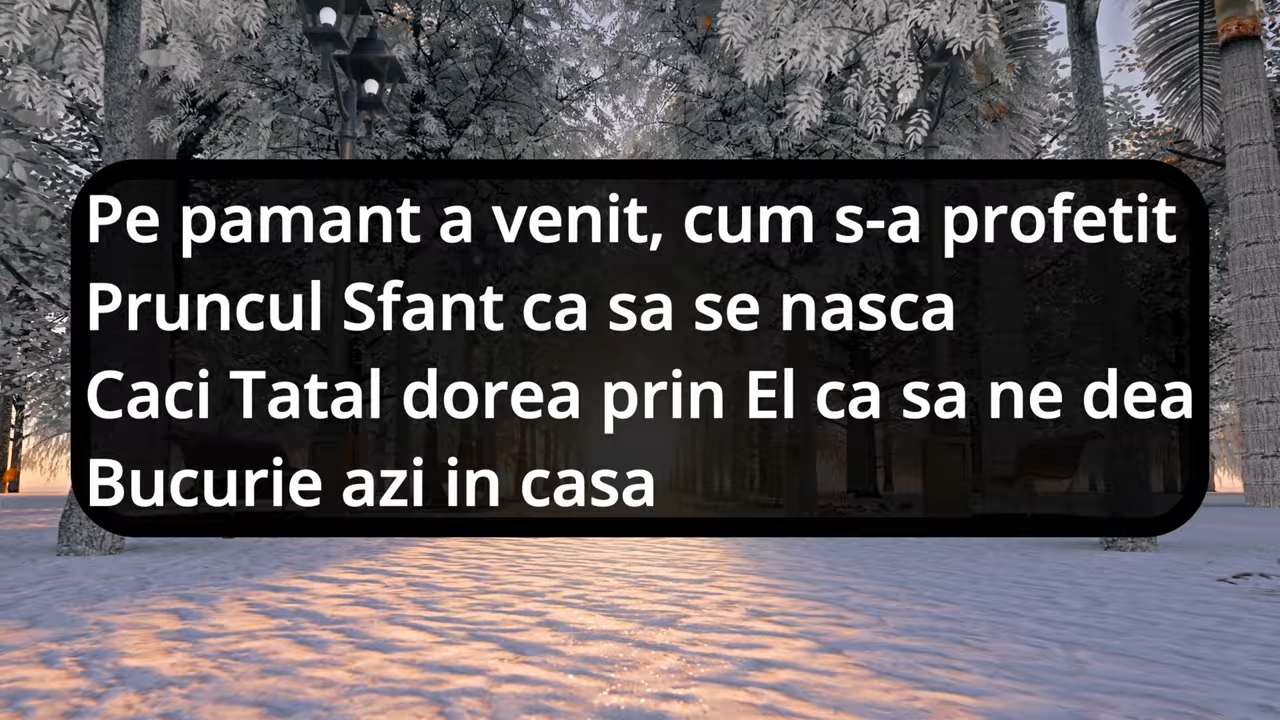 Pe pamant a venit, cum s-a profetit
Pruncul Sfant ca sa se nasca
Caci Tatal dorea prin El ca sa ne dea
Bucurie azi in casa